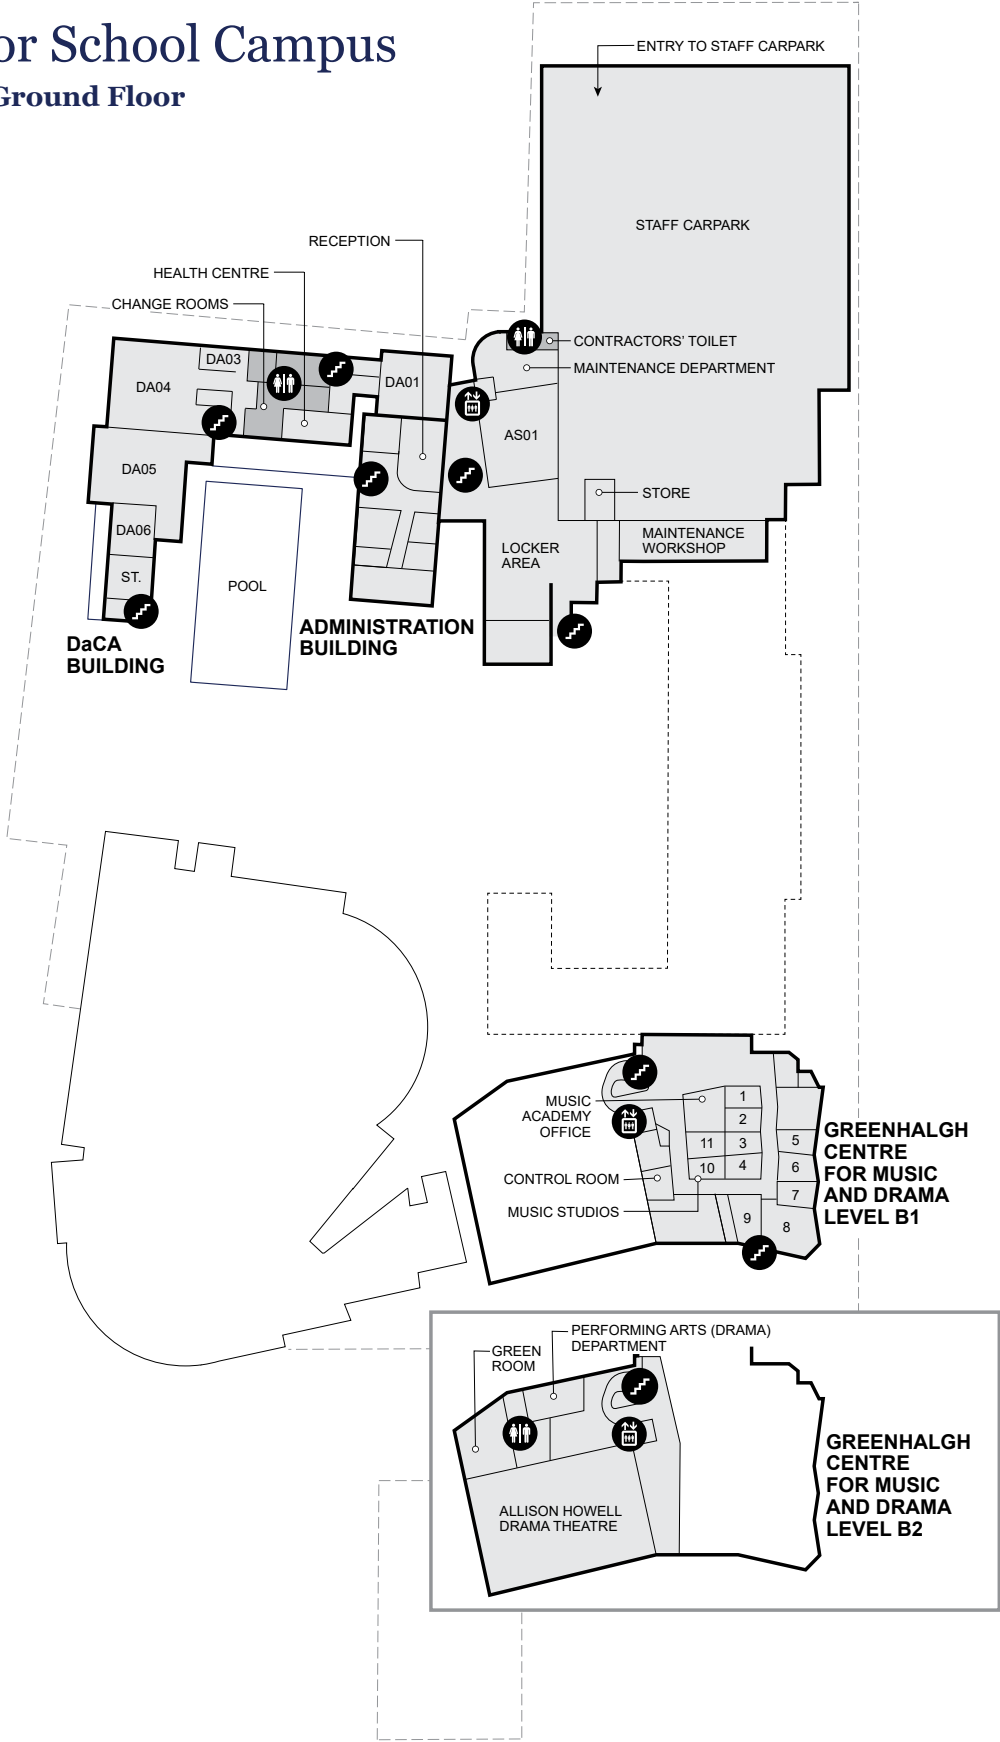 or School Campus
Ground Floor
ENTRY TO STAFF CARPARK
STAFF CARPARK
RECEPTION
HEALTH CENTRE
CHANGE ROOMS
CONTRACTORS' TOILET
MAINTENANCE DEPARTMENT
DA03
DA04
DA01
AS01
DA05
STORE
DA06
MAINTENANCE
WORKSHOP
LOCKER
AREA
ST.
POOL
DaCA
BUILDING
ADMINISTRATION
BUILDING
MUSIC
ACADEMY
OFFICE
1
2
11
3
10
4
5
6
7
8
9
CONTROL ROOM
MUSIC STUDIOS
GREENHALGH
CENTRE
FOR MUSIC
AND DRAMA
LEVEL B1
PERFORMING ARTS (DRAMA)
DEPARTMENT
GREEN
ROOM
ALLISON HOWELL
DRAMA THEATRE
GREENHALGH
CENTRE
FOR MUSIC
AND DRAMA
LEVEL B2